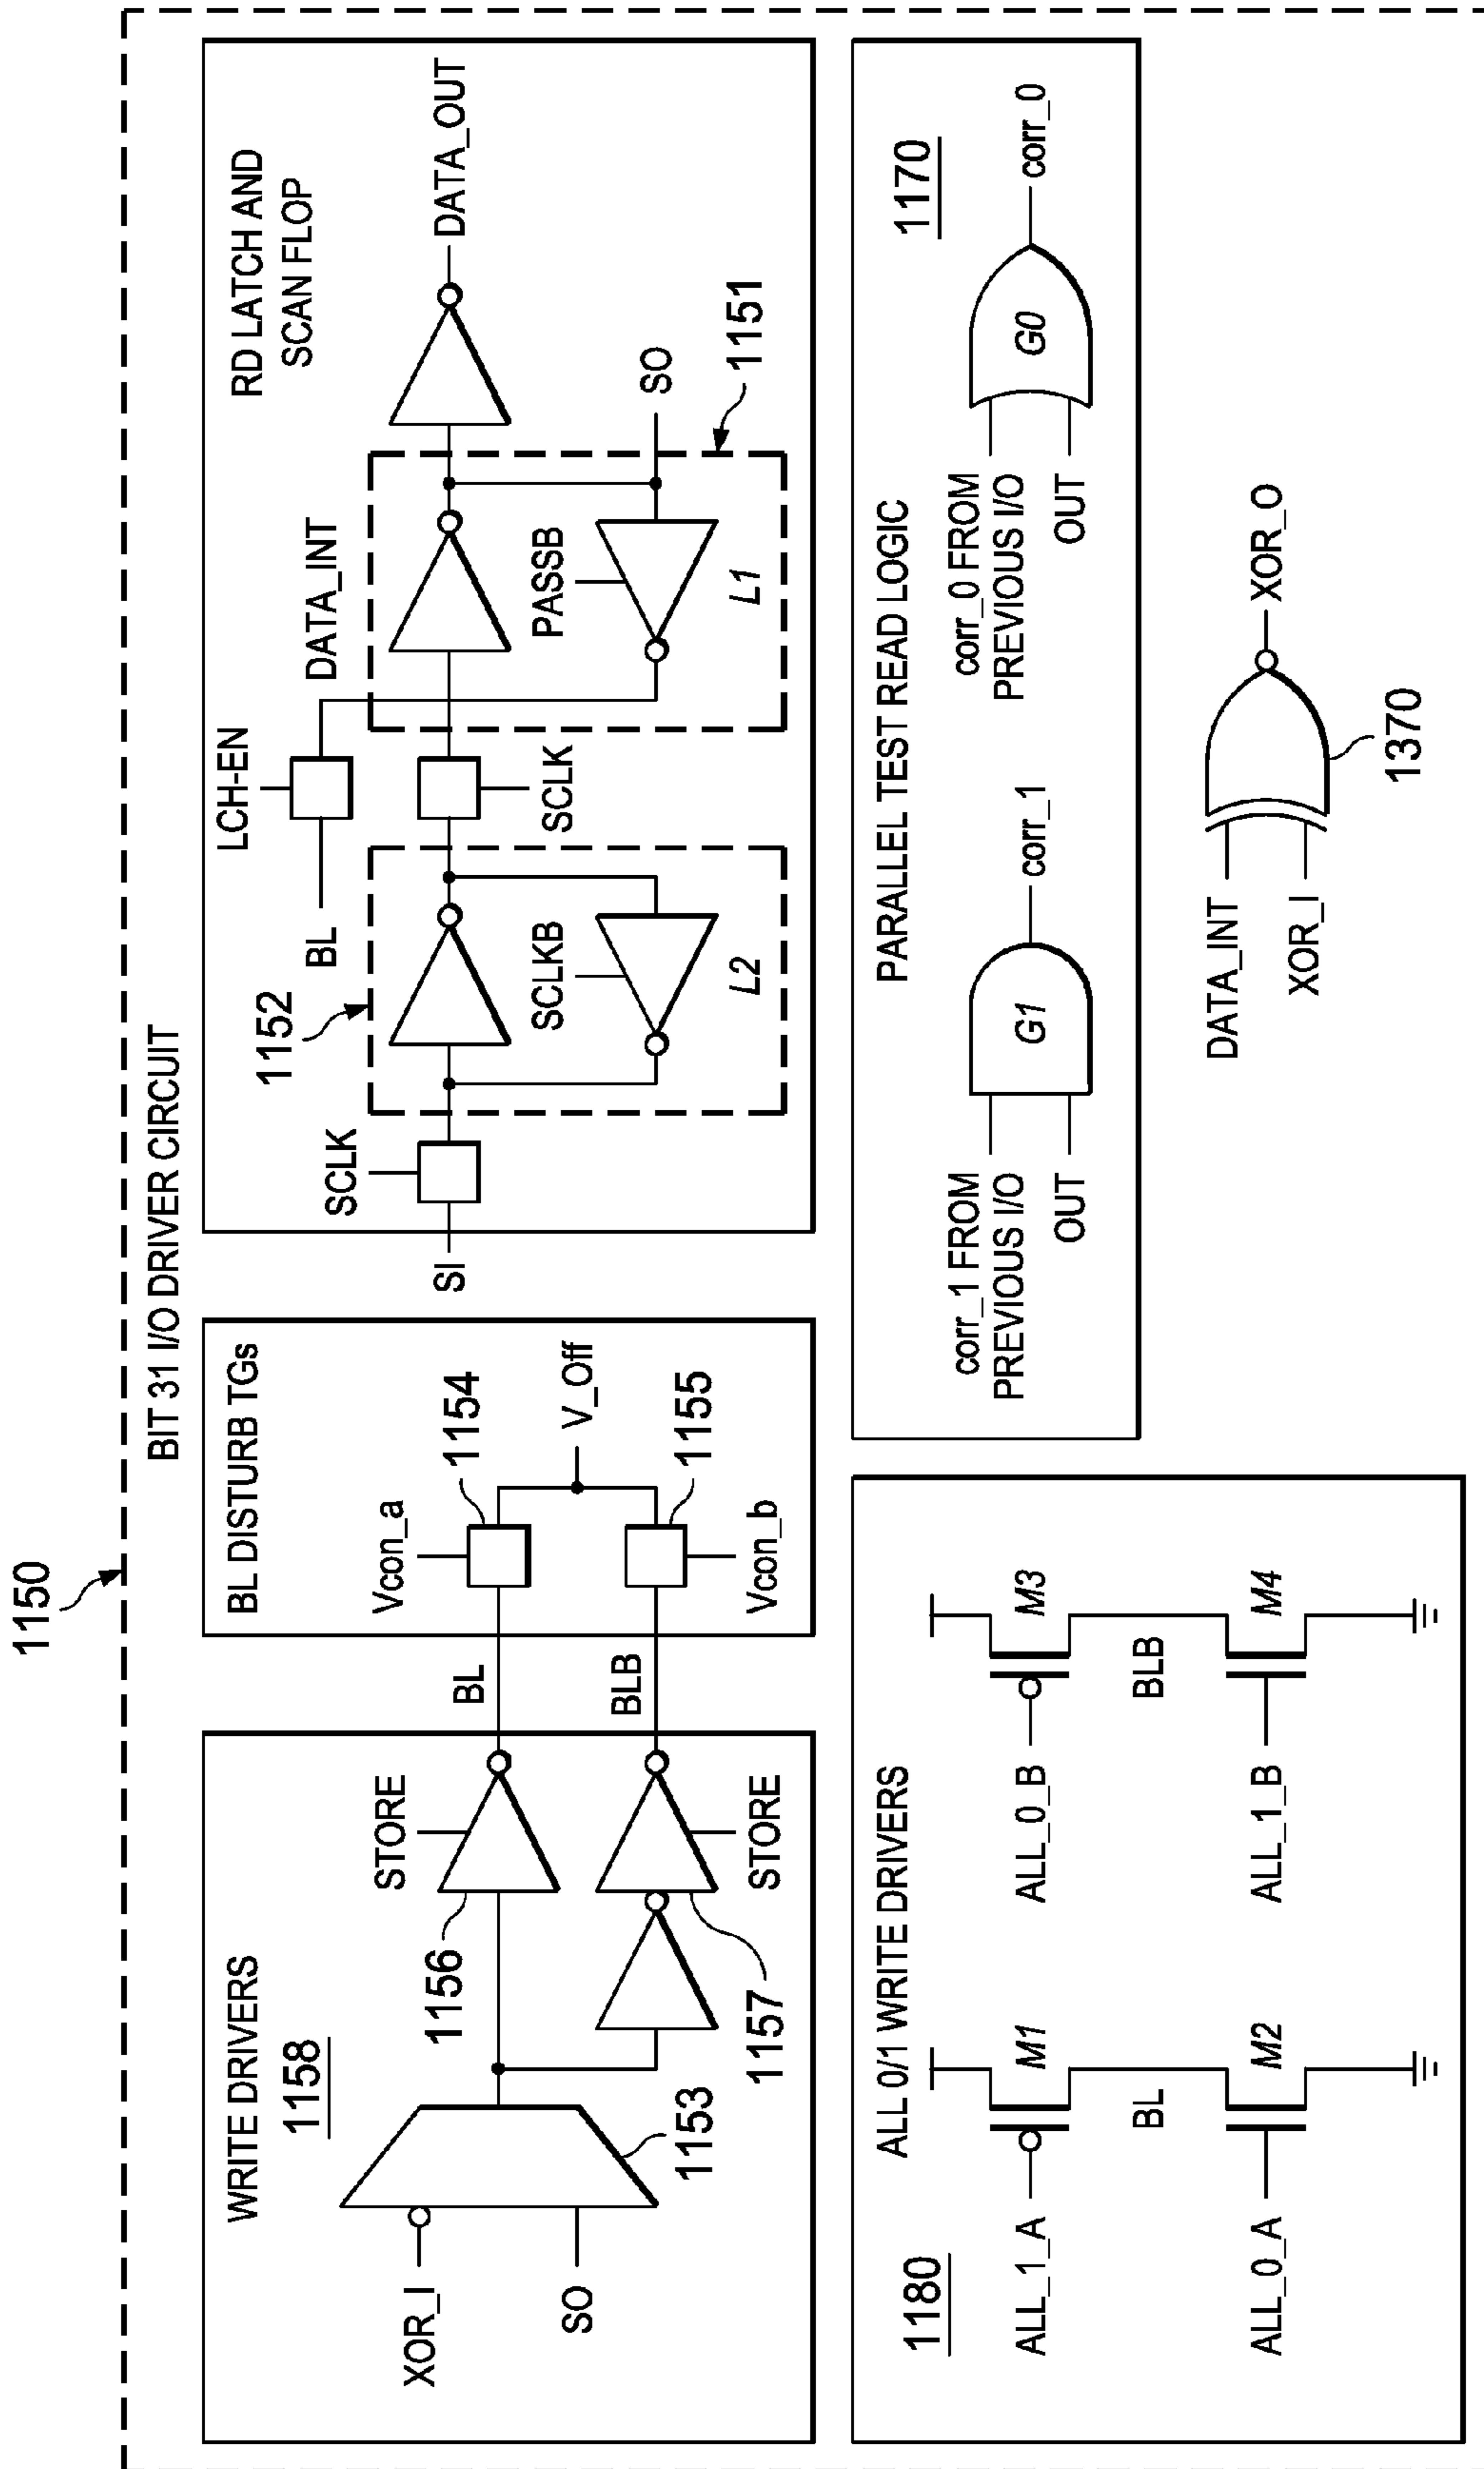 1150
BIT 31 I/O DRIVER CIRCUIT
WRITE DRIVERS
1158
XOR_I
SO
1153
1156
1157
STORE
STORE
BL
BLB
BL DISTURB TGs
Vcon_a
1154
V_Off
1155
Vcon_b
RD LATCH AND
SCAN FLOP
SI
SCLK
1152
SCLKB
L2
BL
LCH-EN
SCLK
DATA_INT
PASSB
L1
SO
1151
DATA_OUT
ALL 0/1 WRITE DRIVERS
1180
ALL_1_A
M1
BL
ALL_0_A
M2
ALL_0_B
M3
BLB
ALL_1_B
M4
PARALLEL TEST READ LOGIC
1170
corr_1 FROM
PREVIOUS I/O
OUT
G1
corr_1
corr_0 FROM
PREVIOUS I/O
OUT
G0
corr_0
DATA_INT
XOR_I
XOR_O
1370